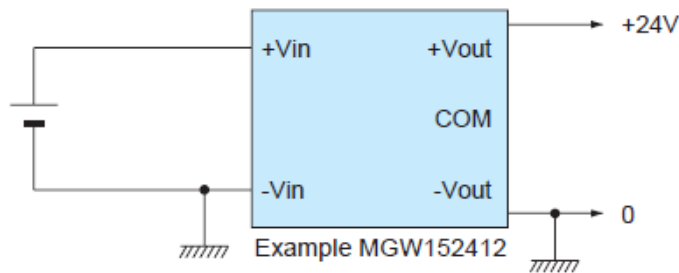 +Vin
+Vout
+24V
COM
-Vin
-Vout
0
Example MGW152412